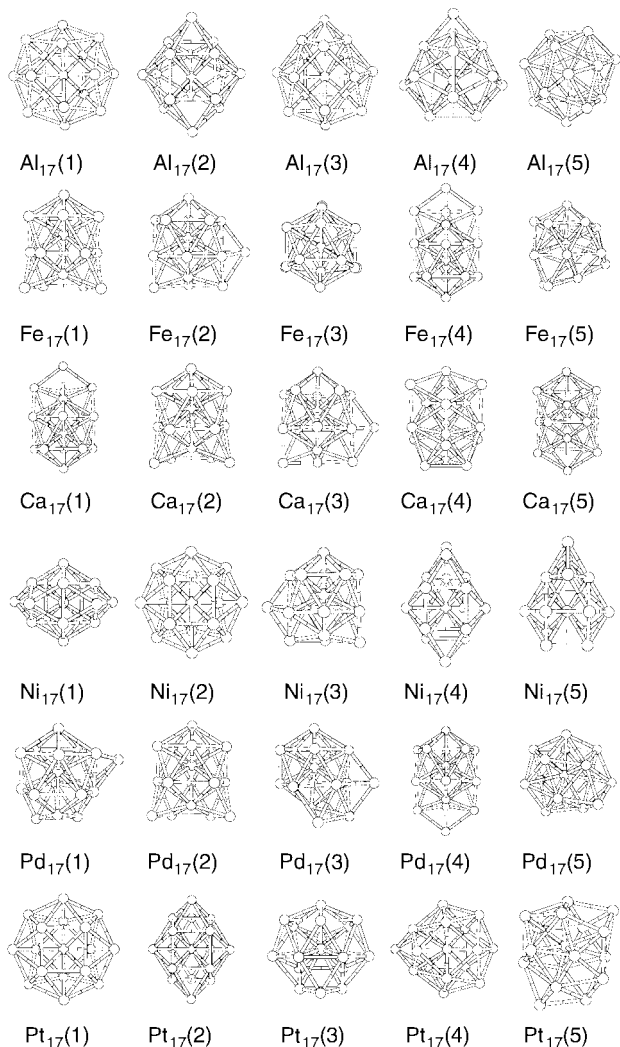 Al₁₇(1) Al₁₇(2) Al₁₇(3) Al₁₇(4) Al₁₇(5)
Fe₁₇(1) Fe₁₇(2) Fe₁₇(3) Fe₁₇(4) Fe₁₇(5)
Ca₁₇(1) Ca₁₇(2) Ca₁₇(3) Ca₁₇(4) Ca₁₇(5)
Ni₁₇(1) Ni₁₇(2) Ni₁₇(3) Ni₁₇(4) Ni₁₇(5)
Pd₁₇(1) Pd₁₇(2) Pd₁₇(3) Pd₁₇(4) Pd₁₇(5)
Pt₁₇(1) Pt₁₇(2) Pt₁₇(3) Pt₁₇(4) Pt₁₇(5)